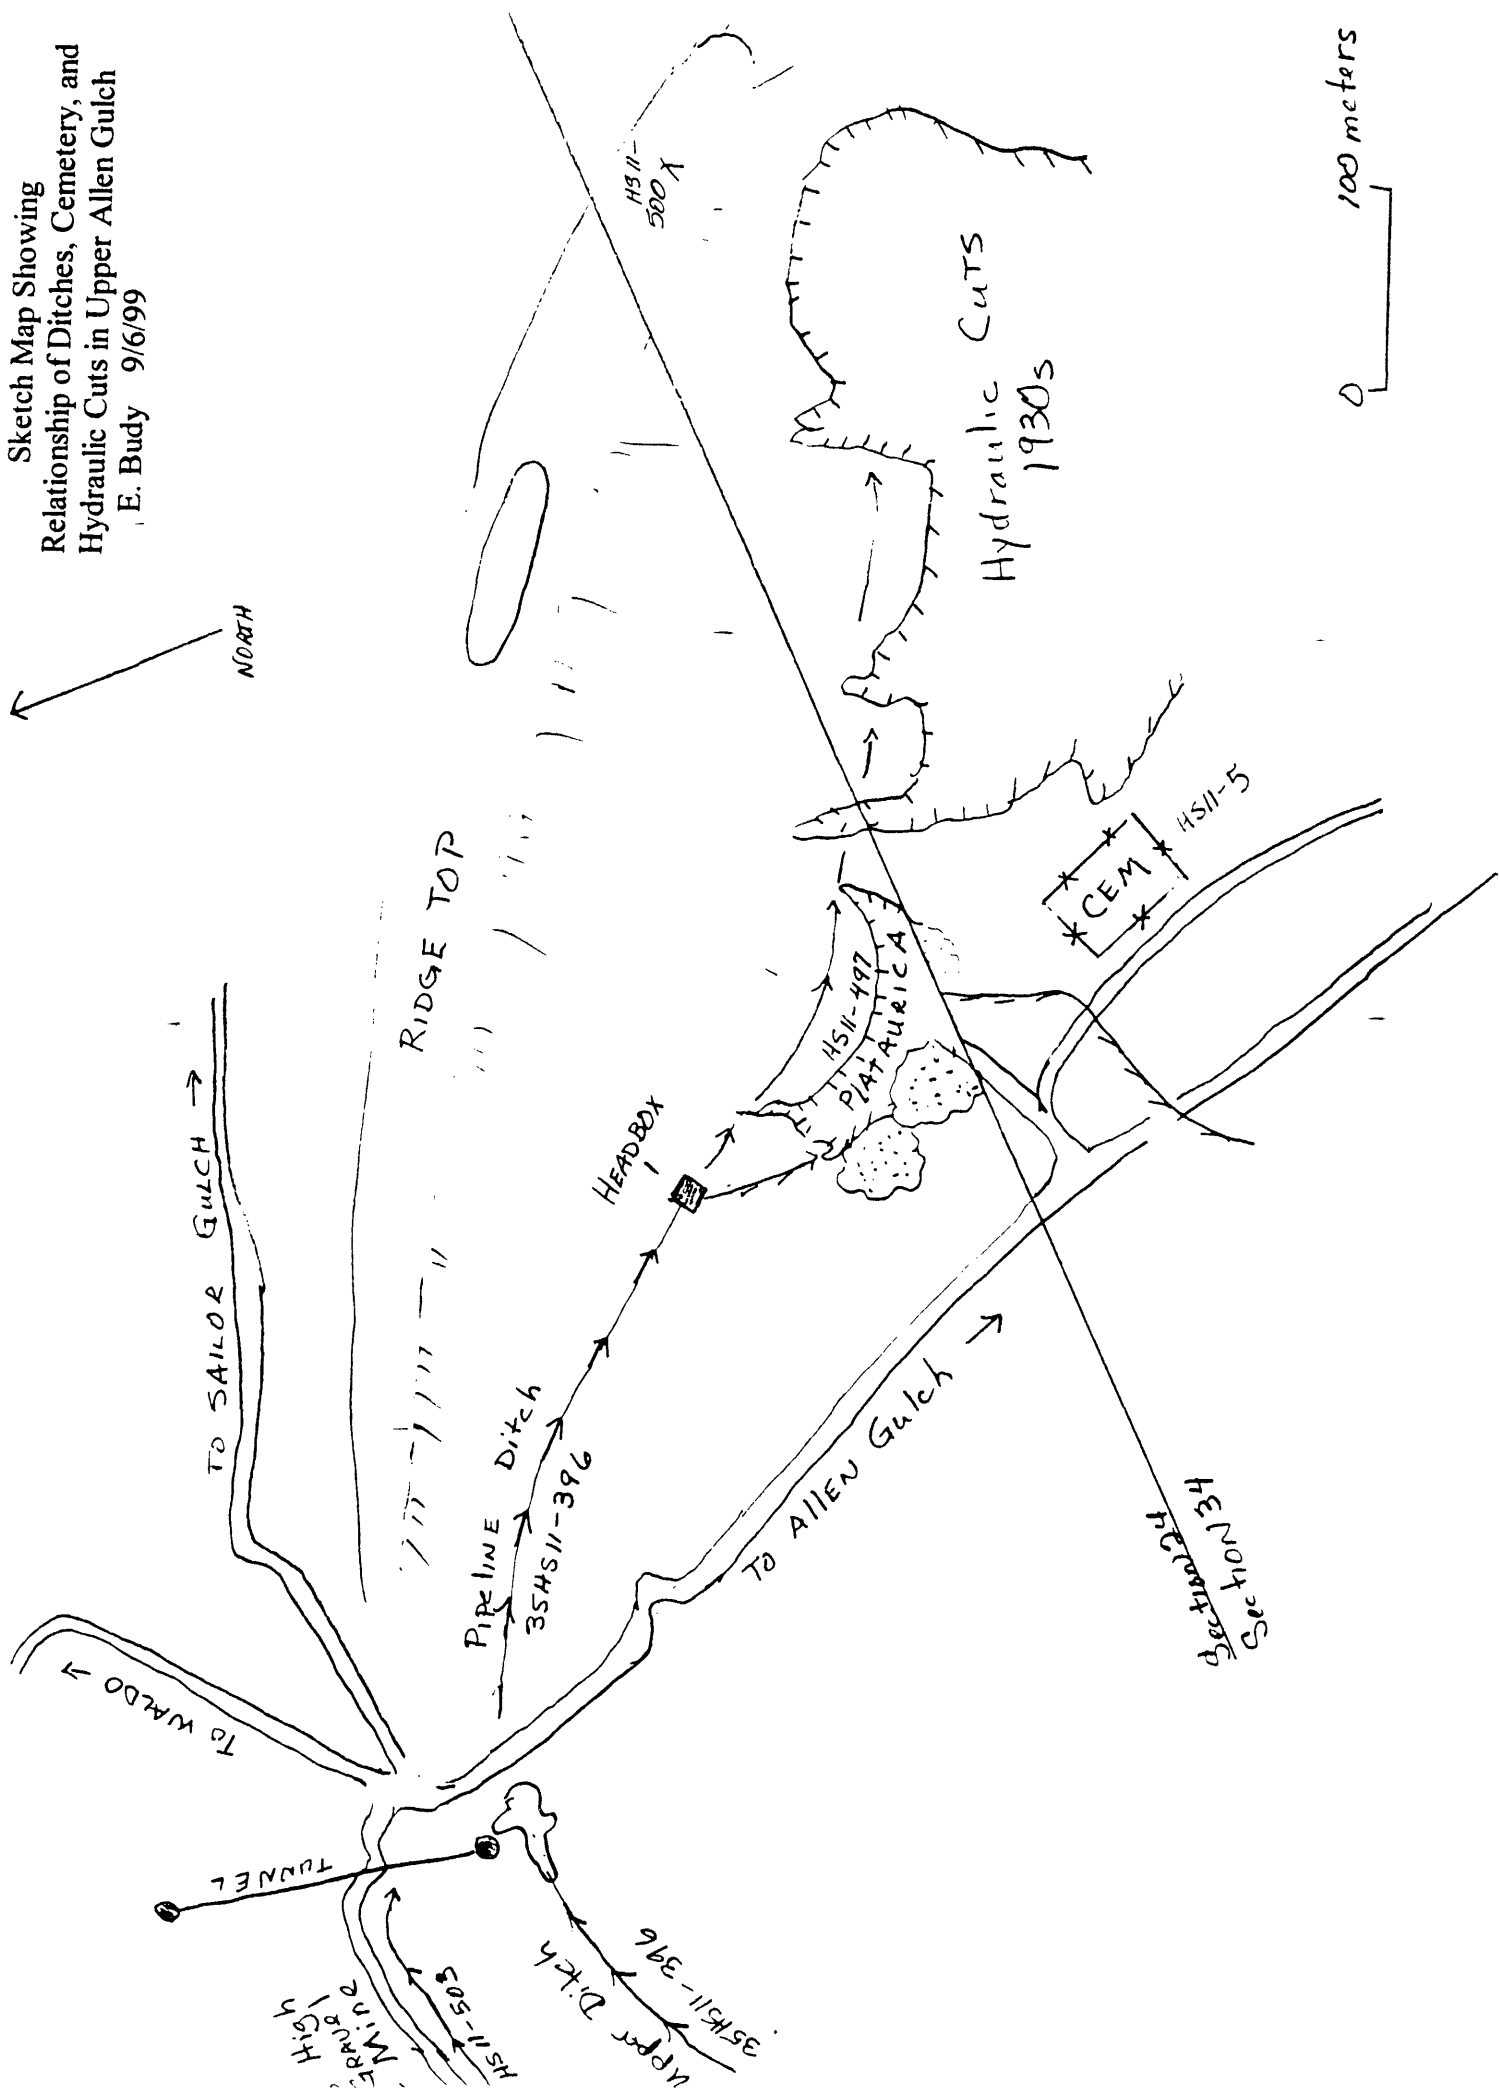 Sketch Map Showing
Relationship of Ditches, Cemetery, and
Hydraulic Cuts in Upper Allen Gulch
E. Budy 9/6/99
NORTH
HS11-
500 X
Hydraulic Cuts
1930s
0 100 meters
RIDGE TOP
TO SAILOR GULCH →
TO WALDO →
TUNNEL
High
GRAVEL
Mine
HS11-503
Upper Ditch
35HS11-396
Pipeline Ditch
35HS11-396
HEADBOX
HS11-497
PLATAURICA
CEM
HS11-5
TO AllEN Gulch →
Section 24
Section 34